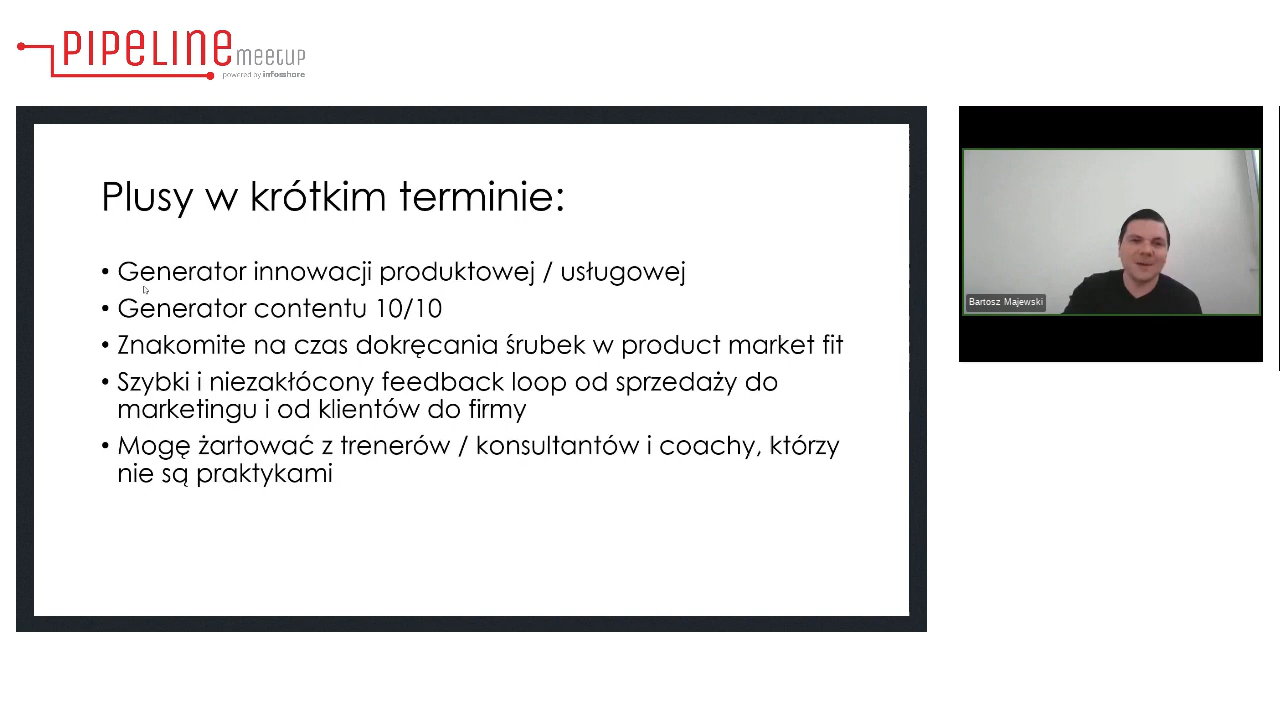 PIPELINE meetup
powered by infoshare
Plusy w krótkim terminie:
• Generator innowacji produktowej / usługowej
• Generator contentu 10/10
• Znakomite na czas dokręcania śrubek w product market fit
• Szybki i niezakłócony feedback loop od sprzedaży do
marketingu i od klientów do firmy
• Mogę żartować z trenerów / konsultantów i coachy, którzy
nie są praktykami
Bartosz Majewski